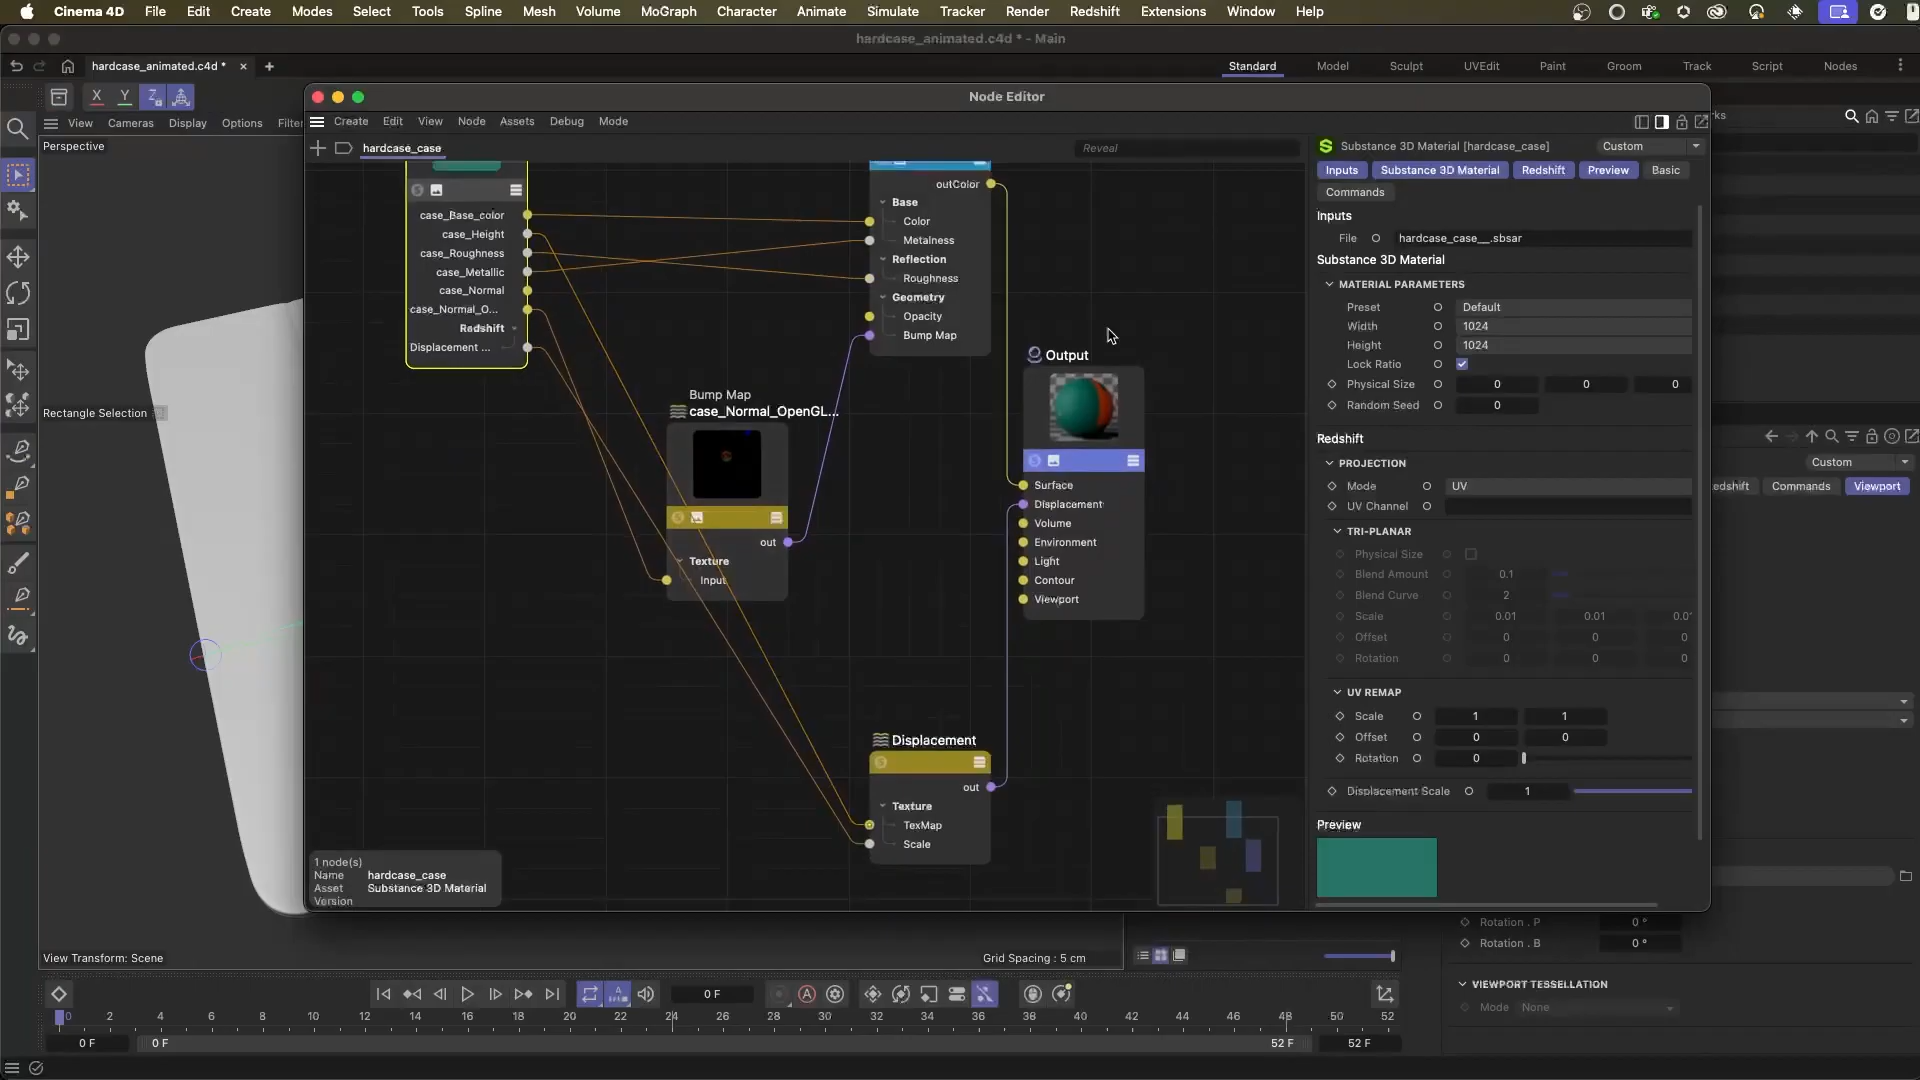 Cinema 4D File Edit Create Modes Select Tools Spline Mesh Volume MoGraph Character Animate Simulate Tracker Render Redshift Extensions Window Help
hardcase_animated.c4d * - Main
hardcase_animated.c4d *
Standard Model Sculpt UVEdit Paint Groom Track Script Nodes
X Y Z
Node Editor
View Cameras Display Options Filter
Create Edit View Node Assets Debug Mode
Perspective
hardcase_case
Reveal
Substance 3D Material [hardcase_case] Custom
Inputs Substance 3D Material Redshift Preview Basic
Commands
case_Base_color
case_Height
case_Roughness
case_Metallic
case_Normal
case_Normal_O...
Redshift
Displacement ...
outColor
Base
Color
Metalness
Reflection
Roughness
Geometry
Opacity
Bump Map
Bump Map
case_Normal_OpenGL...
out
Texture
Input
Output
Surface
Displacement
Volume
Environment
Light
Contour
Viewport
Displacement
out
Texture
TexMap
Scale
1 node(s)
Name hardcase_case
Asset Substance 3D Material
Version
Inputs
File hardcase_case__.sbsar
Substance 3D Material
MATERIAL PARAMETERS
Preset Default
Width 1024
Height 1024
Lock Ratio
Physical Size 0 0 0
Random Seed 0
Redshift
PROJECTION
Mode UV
UV Channel
TRI-PLANAR
Physical Size
Blend Amount 0.1
Blend Curve 2
Scale 0.01 0.01
Offset 0 0 0
Rotation 0 0 0
UV REMAP
Scale 1 1
Offset 0 0
Rotation 0
Displacement Scale 1
Preview
Custom
edshift Commands Viewport
Rectangle Selection
View Transform: Scene
Grid Spacing : 5 cm
Rotation . P 0 °
Rotation . B 0 °
VIEWPORT TESSELLATION
Mode None
0 F
0 2 4 6 8 10 12 14 16 18 20 22 24 26 28 30 32 34 36 38 40 42 44 46 48 50 52
0 F 0 F 52 F 52 F